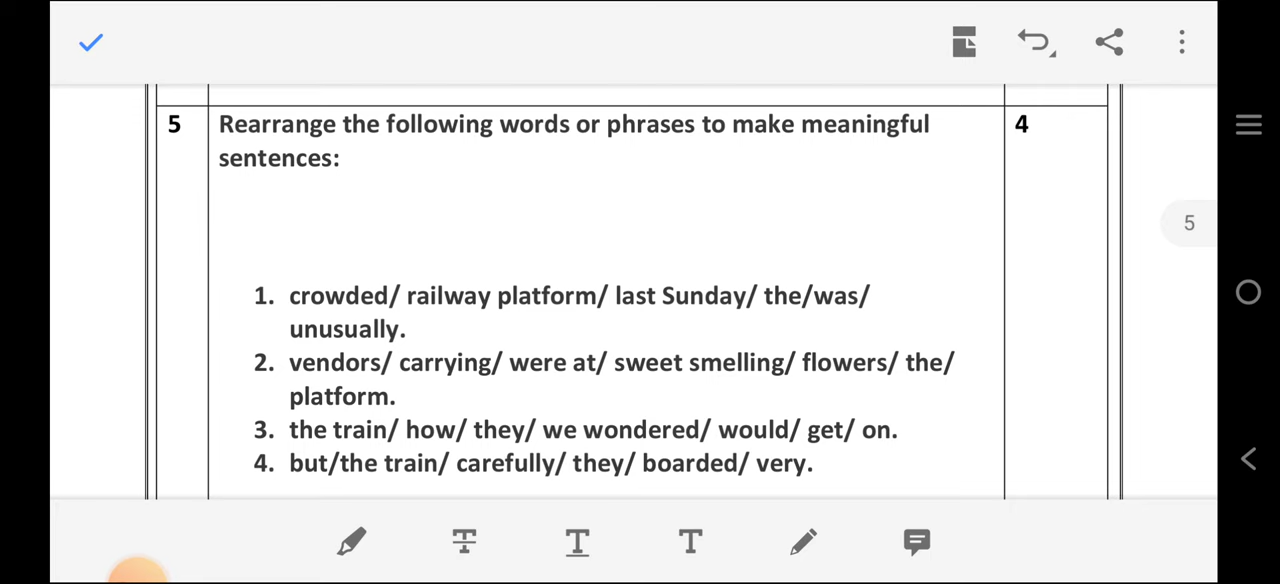 5 Rearrange the following words or phrases to make meaningful 4
sentences:
5
1. crowded/ railway platform/ last Sunday/ the/was/
unusually.
2. vendors/ carrying/ were at/ sweet smelling/ flowers/ the/
platform.
3. the train/ how/ they/ we wondered/ would/ get/ on.
4. but/the train/ carefully/ they/ boarded/ very.